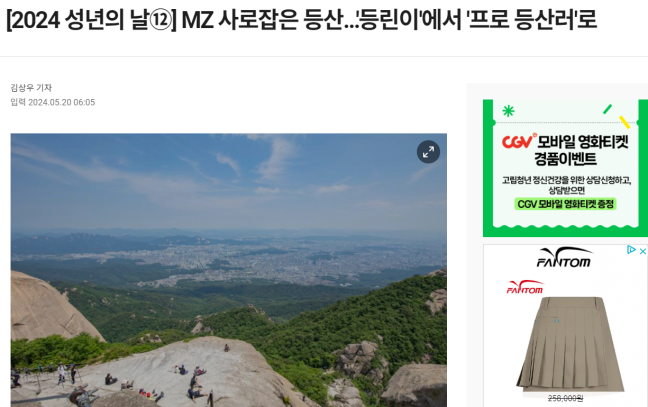 [2024 성년의 날⑫] MZ 사로잡은 등산...'등린이'에서 '프로 등산러'로
김상우 기자
입력 2024.05.20 06:05
CGV 모바일 영화티켓
경품이벤트
고립청년 정신건강을 위한 상담신청하고,
상담받으면
CGV 모바일 영화티켓 증정
FANTOM
FANTOM
258,000원